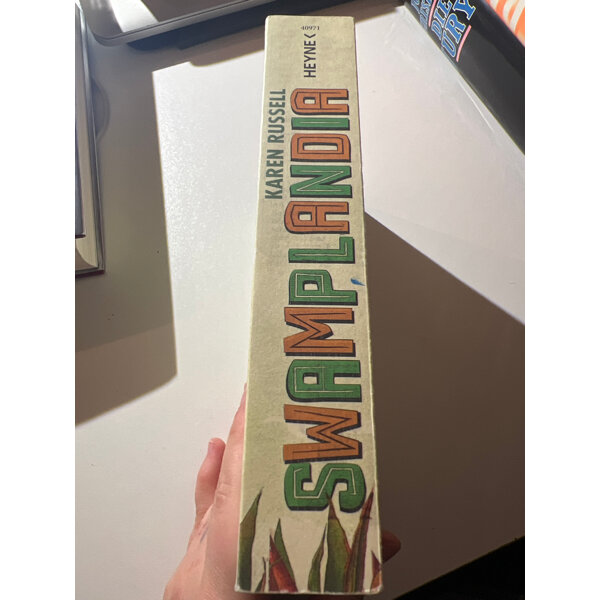 40971
HEYNE <
KAREN RUSSELL
SWAMPLANDIA